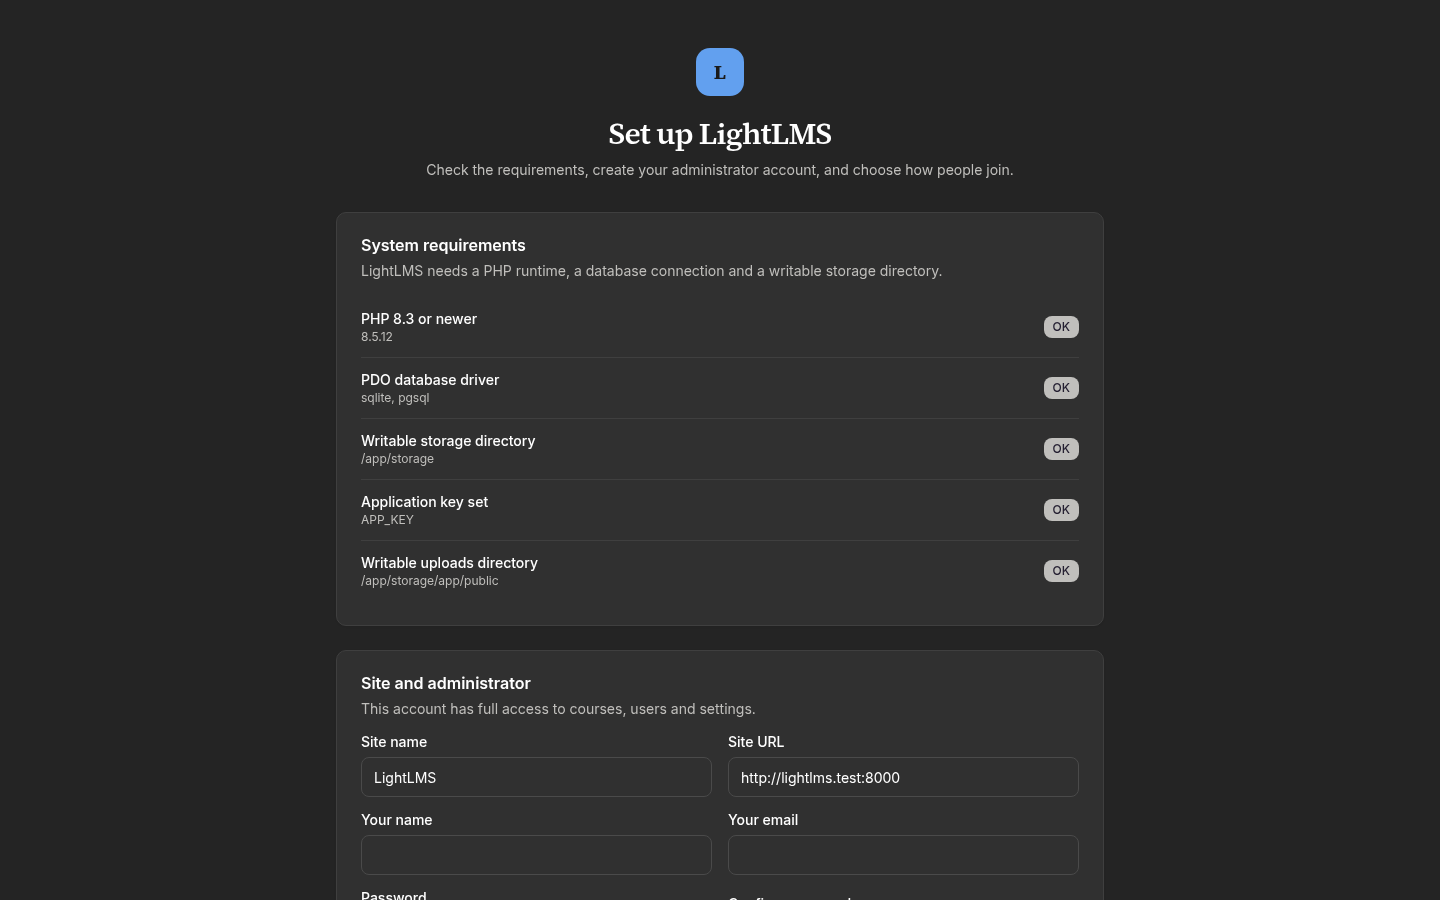 L
Set up LightLMS
Check the requirements, create your administrator account, and choose how people join.
System requirements
LightLMS needs a PHP runtime, a database connection and a writable storage directory.
PHP 8.3 or newer
8.5.12
OK
PDO database driver
sqlite, pgsql
OK
Writable storage directory
/app/storage
OK
Application key set
APP_KEY
OK
Writable uploads directory
/app/storage/app/public
OK
Site and administrator
This account has full access to courses, users and settings.
Site name
Site URL
LightLMS
http://lightlms.test:8000
Your name
Your email
Password